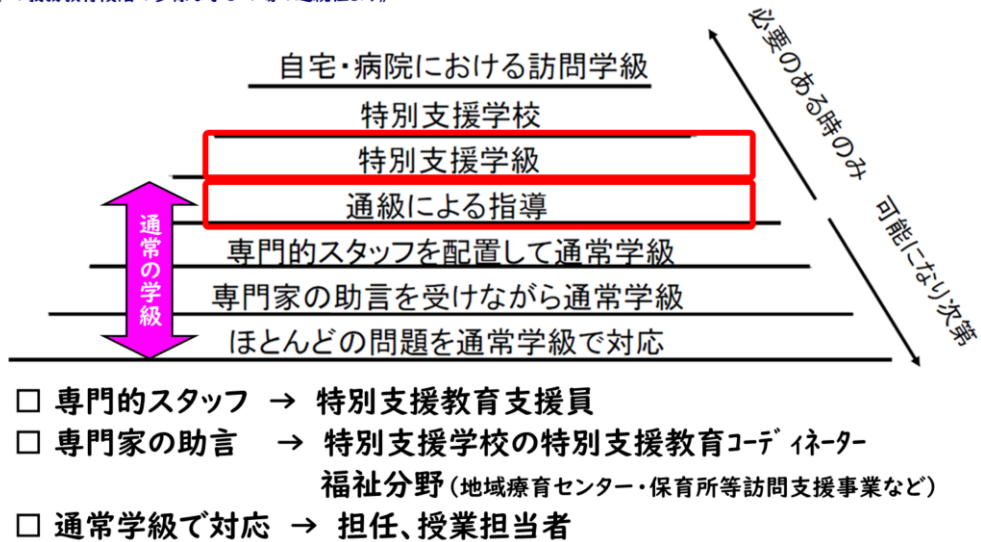 自宅・病院における訪問学級
特別支援学校
特別支援学級
通級による指導
専門的スタッフを配置して通常学級
専門家の助言を受けながら通常学級
ほとんどの問題を通常学級で対応
通常の学級
必要のある時のみ
可能になり次第
□ 専門的スタッフ → 特別支援教育支援員
□ 専門家の助言 → 特別支援学校の特別支援教育ｺｰﾃﾞｨﾈｰﾀｰ
福祉分野(地域療育センター・保育所等訪問支援事業など)
□ 通常学級で対応 → 担任、授業担当者